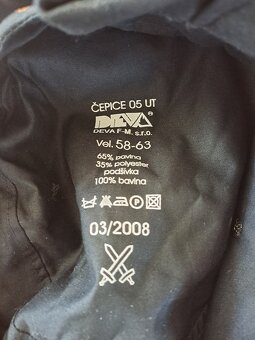 ČEPICE 05 UT
DEVA®
DEVA F-M. s.r.o.
Vel. 58-63
65% bavlna
35% polyester
podšívka
100% bavlna
03/2008